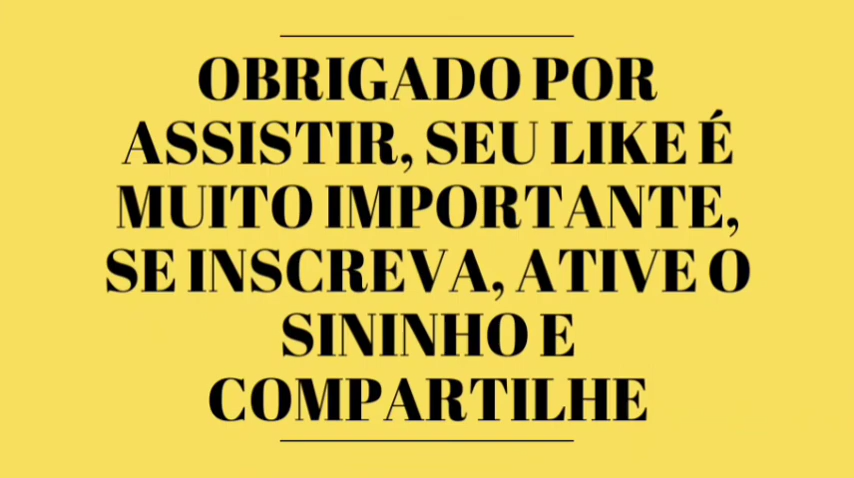 OBRIGADO POR
ASSISTIR, SEU LIKE É
MUITO IMPORTANTE,
SE INSCREVA, ATIVE O
SININHO E
COMPARTILHE